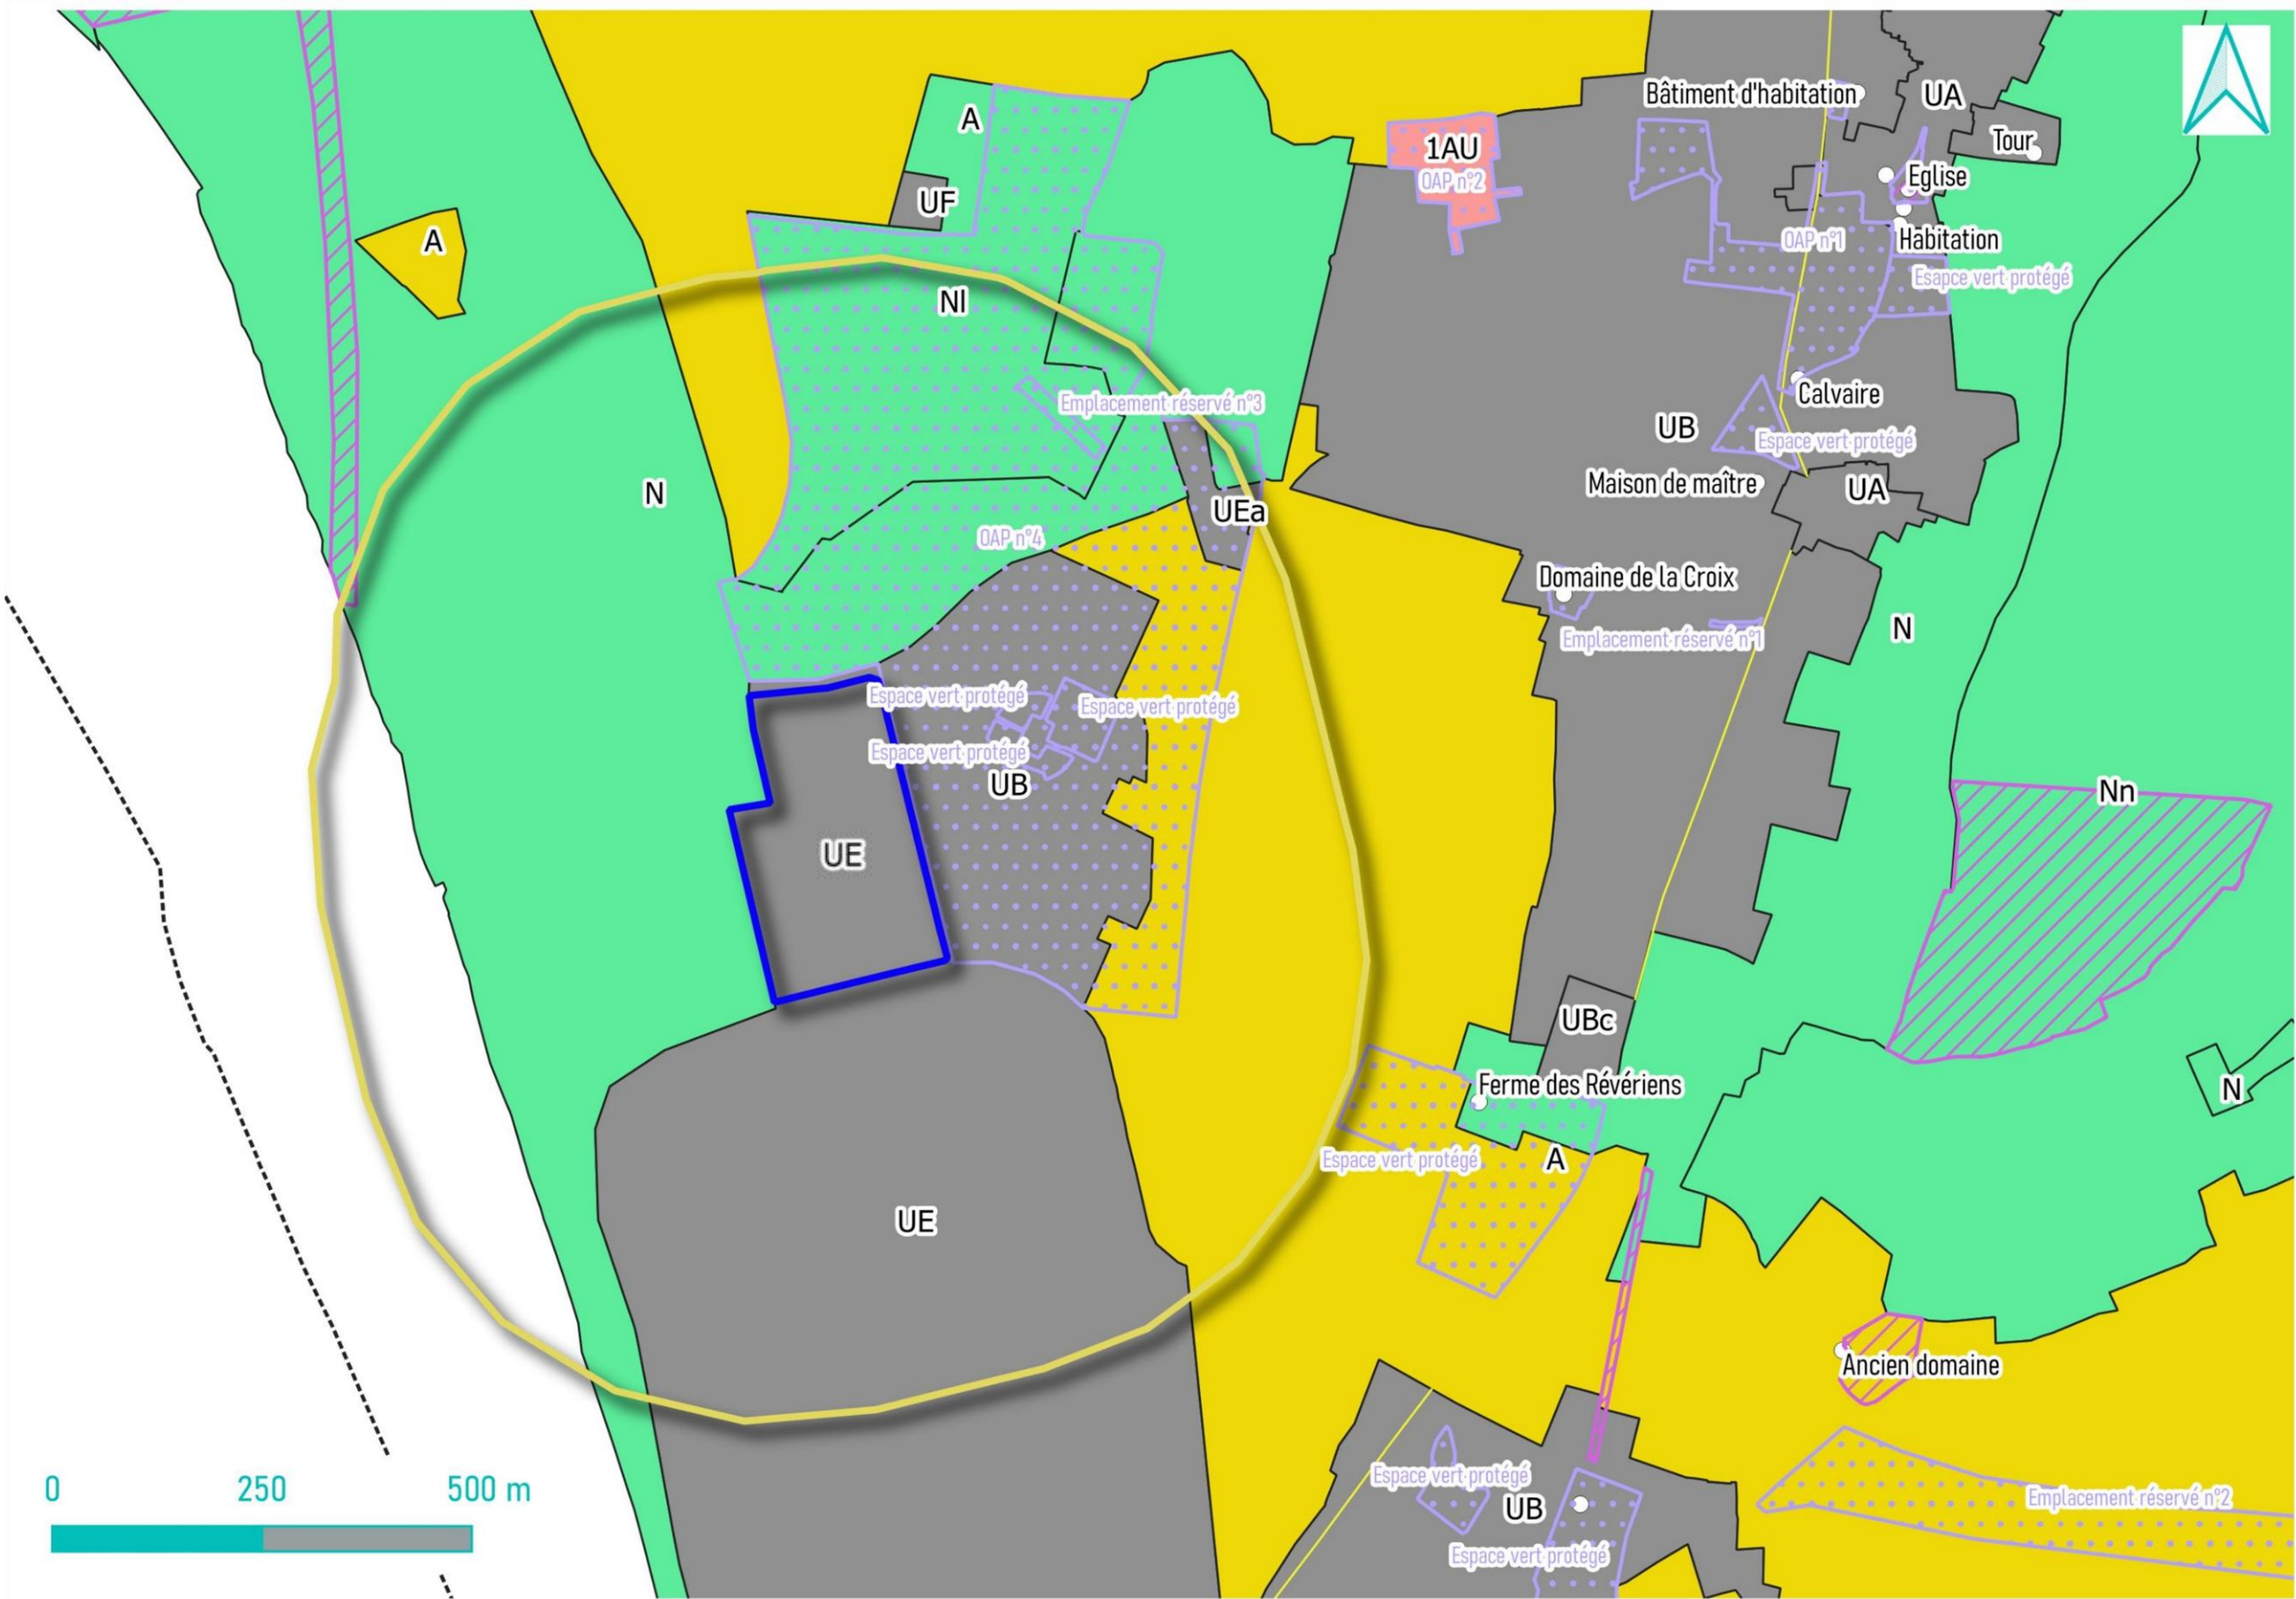 Bâtiment d'habitation
UA
A
1AU
Tour
OAP n°2
Eglise
UF
A
OAP n°1
Habitation
Esapce vert protégé
Nl
Calvaire
Emplacement réservé n°3
UB
Espace vert protégé
Maison de maître
UA
N
UEa
OAP n°4
Domaine de la Croix
N
Emplacement réservé n°1
Espace vert protégé
Espace vert protégé
Espace vert protégé
UB
Nn
UE
UBc
Ferme des Révériens
N
Espace vert protégé
A
UE
Ancien domaine
Espace vert protégé
0 250 500 m
UB
Emplacement réservé n°2
Espace vert protégé